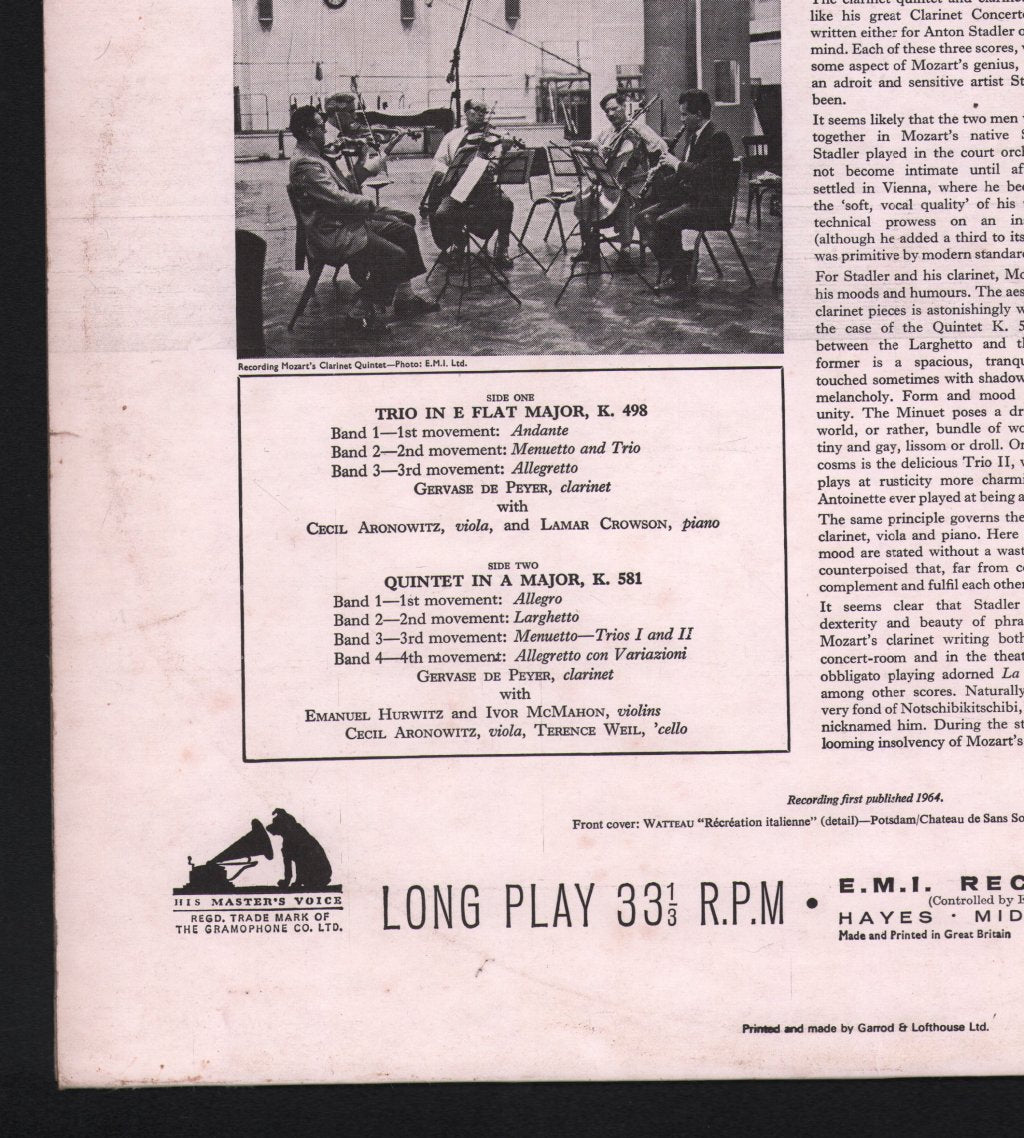 The clarinet quintet and clarinet
like his great Clarinet Concerto
written either for Anton Stadler o
mind. Each of these three scores,
some aspect of Mozart's genius,
an adroit and sensitive artist St
been.
It seems likely that the two men
together in Mozart's native S
Stadler played in the court orch
not become intimate until aft
settled in Vienna, where he bec
the 'soft, vocal quality' of his
technical prowess on an in
(although he added a third to its
was primitive by modern standard
For Stadler and his clarinet, Mo
his moods and humours. The aes
clarinet pieces is astonishingly w
the case of the Quintet K. 5
between the Larghetto and th
former is a spacious, tranqu
touched sometimes with shadow
melancholy. Form and mood
unity. The Minuet poses a dr
world, or rather, bundle of wo
tiny and gay, lissom or droll. On
cosms is the delicious Trio II, w
plays at rusticity more charmi
Antoinette ever played at being a
The same principle governs the
clarinet, viola and piano. Here
mood are stated without a wast
counterpoised that, far from c
complement and fulfil each other
It seems clear that Stadler
dexterity and beauty of phra
Mozart's clarinet writing both
concert-room and in the theat
obbligato playing adorned La
among other scores. Naturally
very fond of Notschibikitschibi,
nicknamed him. During the st
looming insolvency of Mozart's
Recording Mozart's Clarinet Quintet—Photo: E.M.I. Ltd.
SIDE ONE
TRIO IN E FLAT MAJOR, K. 498
Band 1—1st movement: Andante
Band 2—2nd movement: Menuetto and Trio
Band 3—3rd movement: Allegretto
GERVASE DE PEYER, clarinet
with
CECIL ARONOWITZ, viola, and LAMAR CROWSON, piano
SIDE TWO
QUINTET IN A MAJOR, K. 581
Band 1—1st movement: Allegro
Band 2—2nd movement: Larghetto
Band 3—3rd movement: Menuetto—Trios I and II
Band 4—4th movement: Allegretto con Variazioni
GERVASE DE PEYER, clarinet
with
EMANUEL HURWITZ and IVOR MCMAHON, violins
CECIL ARONOWITZ, viola, TERENCE WEIL, 'cello
Recording first published 1964.
Front cover: WATTEAU "Récréation italienne" (detail)—Potsdam/Chateau de Sans So
HIS MASTER'S VOICE
REGD. TRADE MARK OF
THE GRAMOPHONE CO. LTD.
LONG PLAY 33⅓ R.P.M •
E.M.I. REC
(Controlled by E
HAYES · MID
Made and Printed in Great Britain
Printed and made by Garrod & Lofthouse Ltd.